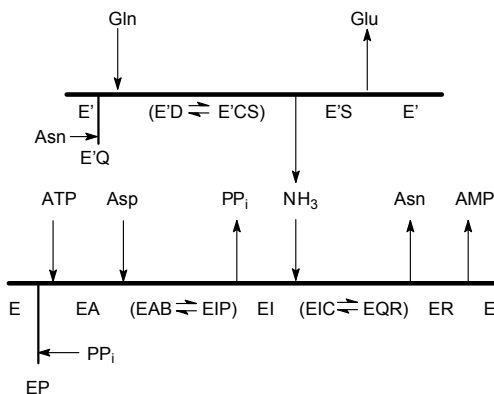 Gln Glu
E' (E'D ⇌ E'CS) E'S E'
Asn
E'Q
ATP Asp PPi NH3 Asn AMP
E EA (EAB ⇌ EIP) EI (EIC ⇌ EQR) ER E
PPi
EP